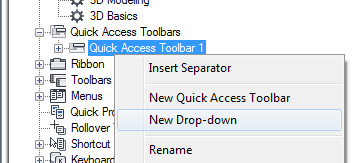 3D Modeling
3D Basics
Quick Access Toolbars
Quick Access Toolbar 1
Ribbon
Toolbars
Menus
Quick Pro
Rollover
Shortcut
Keyboard
Insert Separator
New Quick Access Toolbar
New Drop-down
Rename